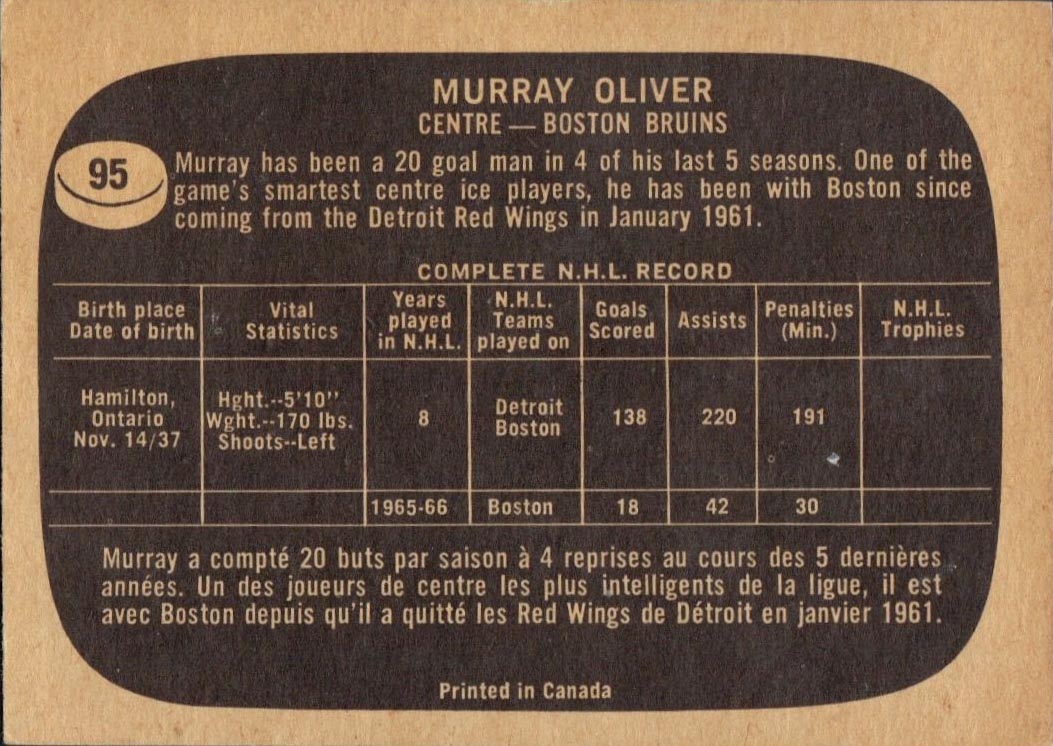 MURRAY OLIVER
CENTRE — BOSTON BRUINS
95
Murray has been a 20 goal man in 4 of his last 5 seasons. One of the
game's smartest centre ice players, he has been with Boston since
coming from the Detroit Red Wings in January 1961.
COMPLETE N.H.L. RECORD
Birth place
Date of birth
Vital
Statistics
Years
played
in N.H.L.
N.H.L.
Teams
played on
Goals
Scored
Assists
Penalties
(Min.)
N.H.L.
Trophies
Hamilton,
Ontario
Nov. 14/37
Hght.--5'10"
Wght.--170 lbs.
Shoots--Left
8
Detroit
Boston
138
220
191
1965-66
Boston
18
42
30
Murray a compté 20 buts par saison à 4 reprises au cours des 5 dernières
années. Un des joueurs de centre les plus intelligents de la ligue, il est
avec Boston depuis qu'il a quitté les Red Wings de Détroit en janvier 1961.
Printed in Canada